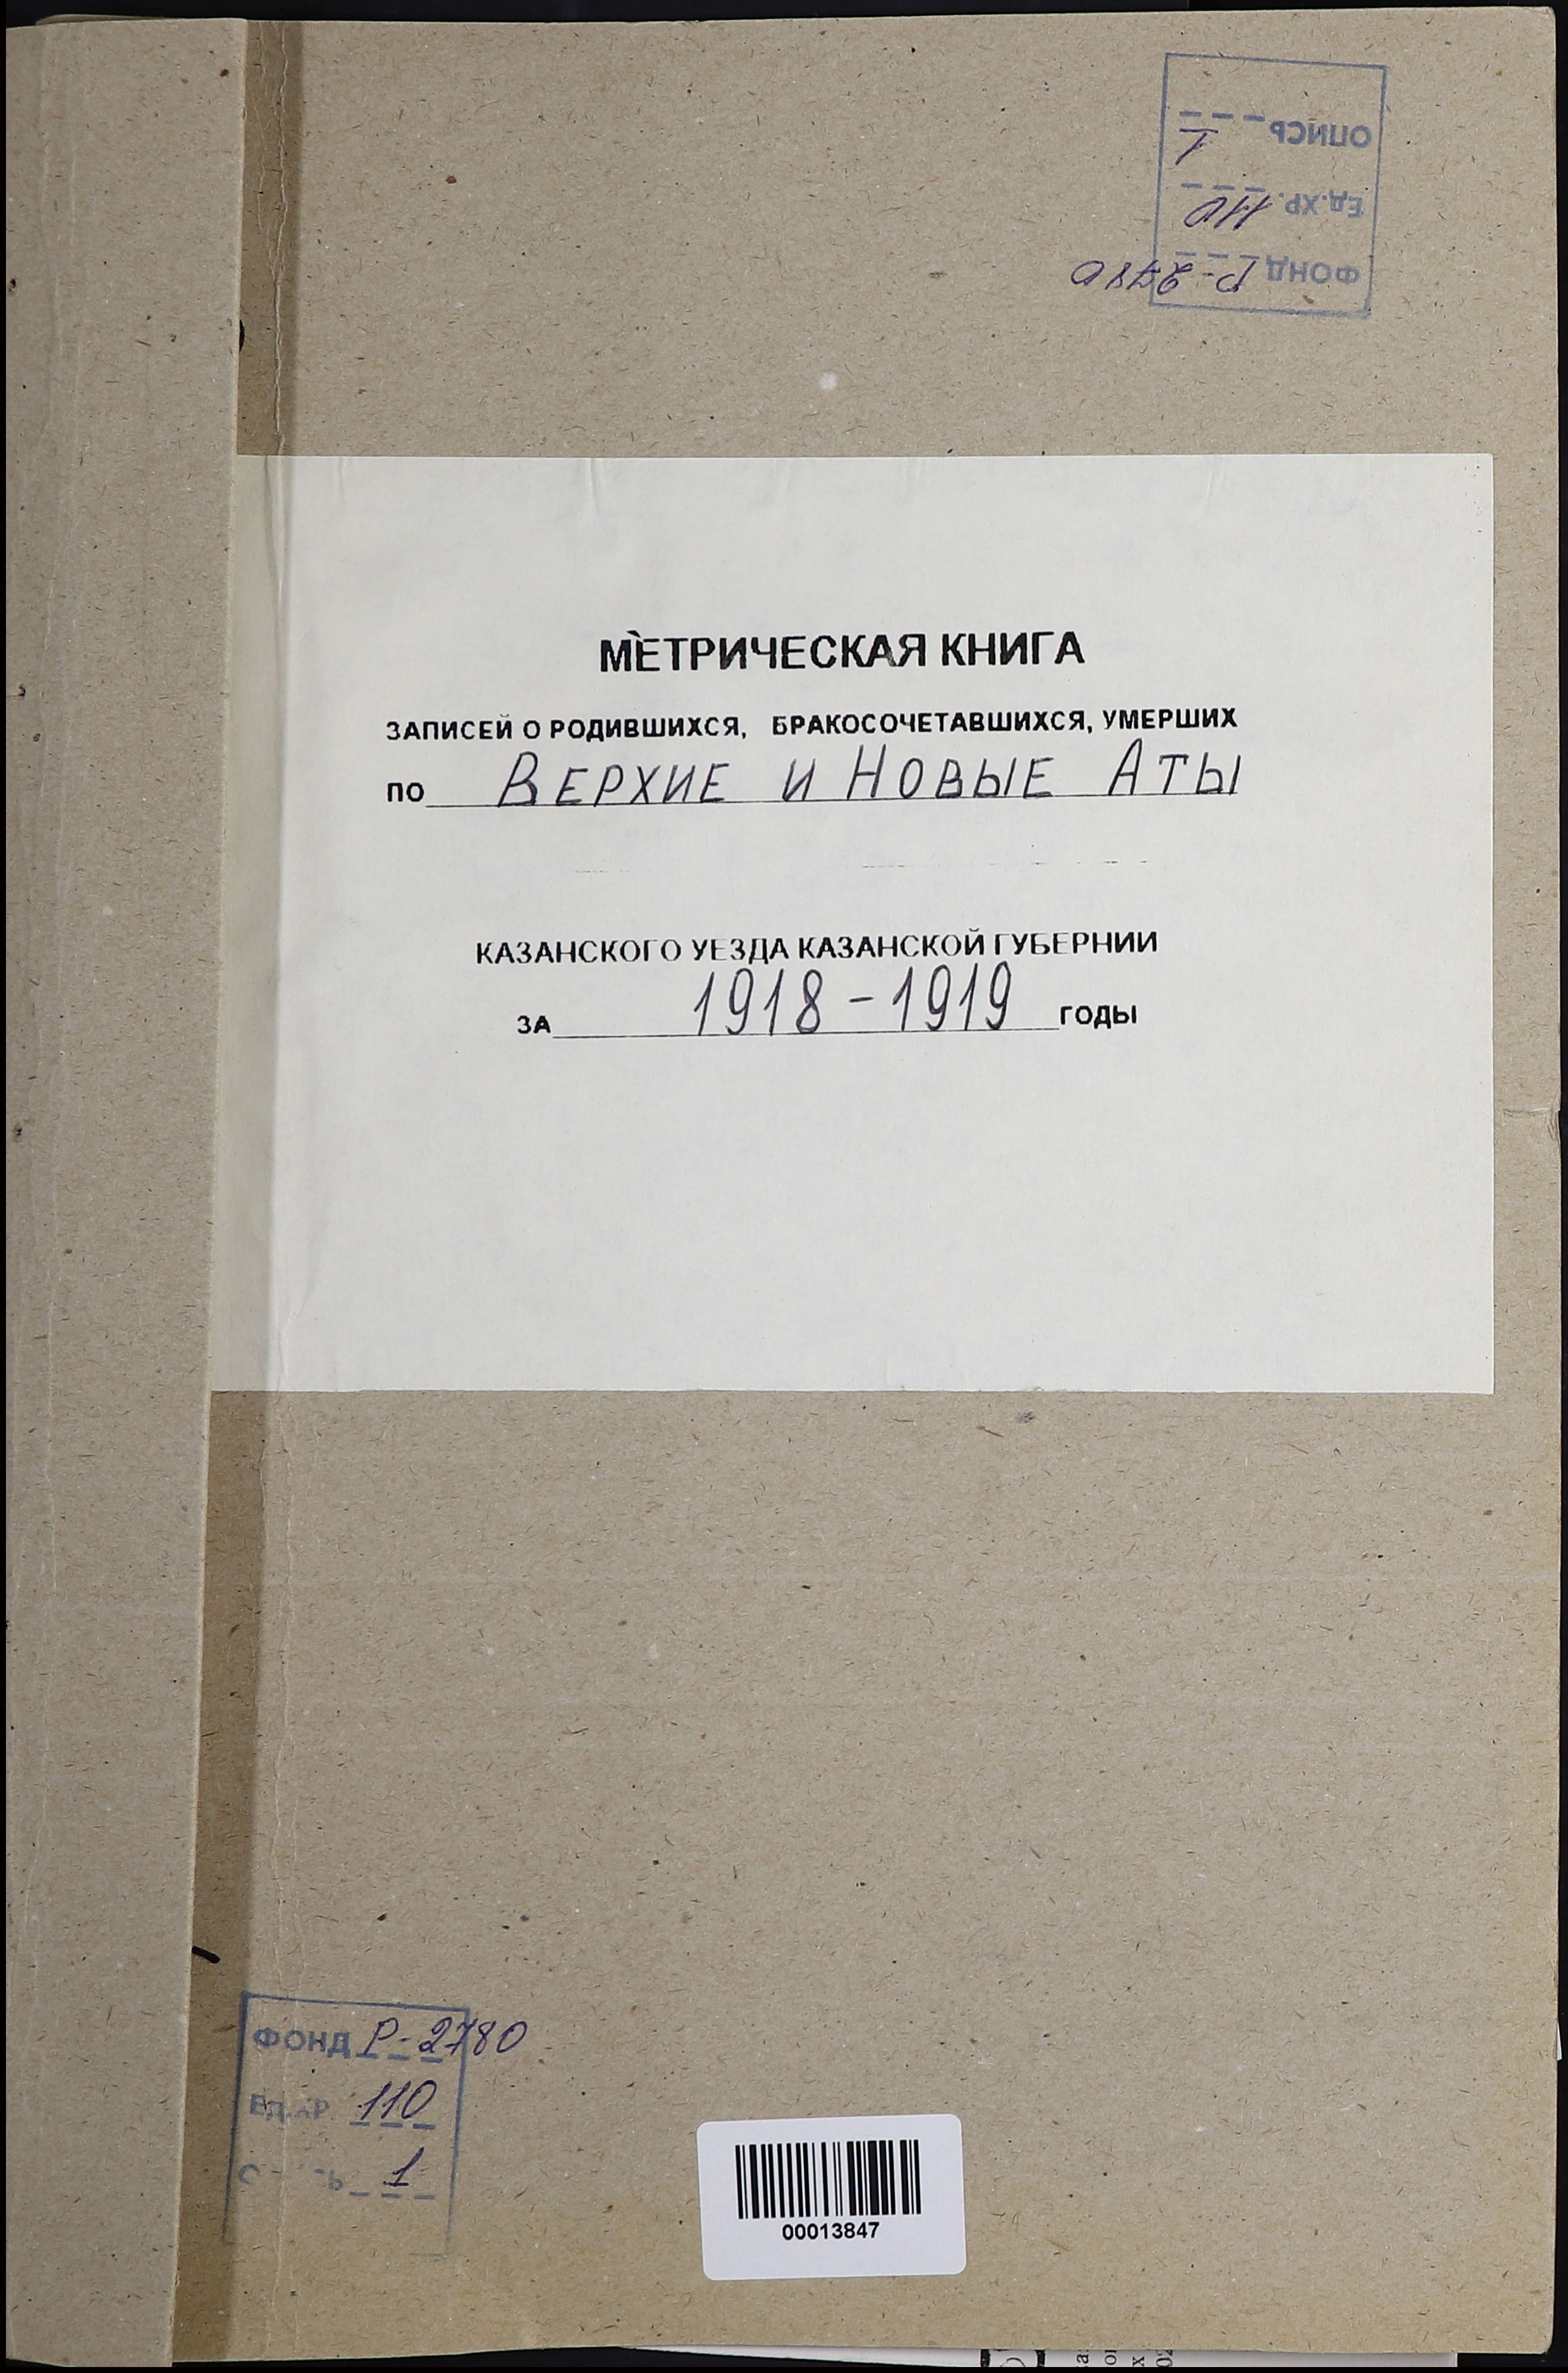 ОПИСЬ 1
ЕД.ХР. 110
ФОНД Р-2780
МЕТРИЧЕСКАЯ КНИГА
ЗАПИСЕЙ О РОДИВШИХСЯ, БРАКОСОЧЕТАВШИХСЯ, УМЕРШИХ
ПО ВЕРХИЕ И НОВЫЕ АТЫ
КАЗАНСКОГО УЕЗДА КАЗАНСКОЙ ГУБЕРНИИ
ЗА 1918-1919 ГОДЫ
ФОНД Р-2780
110
1
00013847